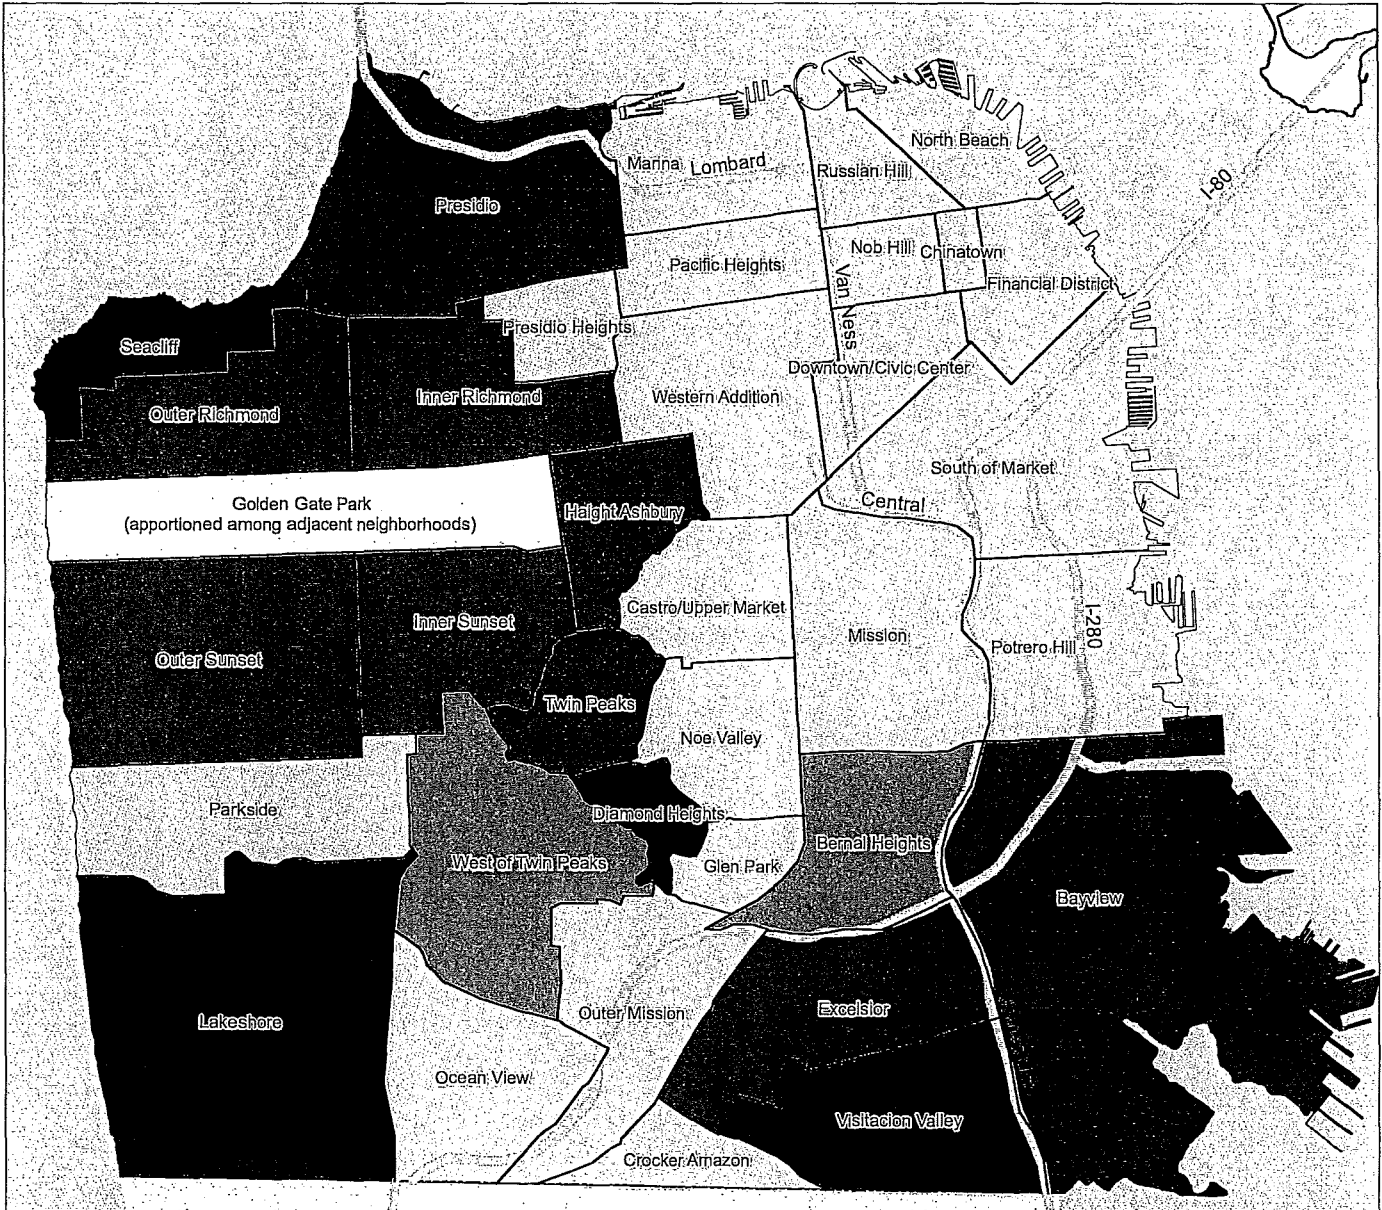 North Beach
Marina
Lombard
Russian Hill
I-80
Presidio
Nob Hill
Chinatown
Pacific Heights
Financial District
Van Ness
Presidio Heights
Seacliff
Downtown/Civic Center
Inner Richmond
Western Addition
Outer Richmond
South of Market
Golden Gate Park
(apportioned among adjacent neighborhoods)
Central
Haight Ashbury
Castro/Upper Market
Inner Sunset
Mission
I-280
Potrero Hill
Outer Sunset
Twin Peaks
Noe Valley
Parkside
Diamond Heights
Bernal Heights
West of Twin Peaks
Glen Park
Bayview
Excelsior
Outer Mission
Lakeshore
Ocean View
Visitacion Valley
Crocker Amazon